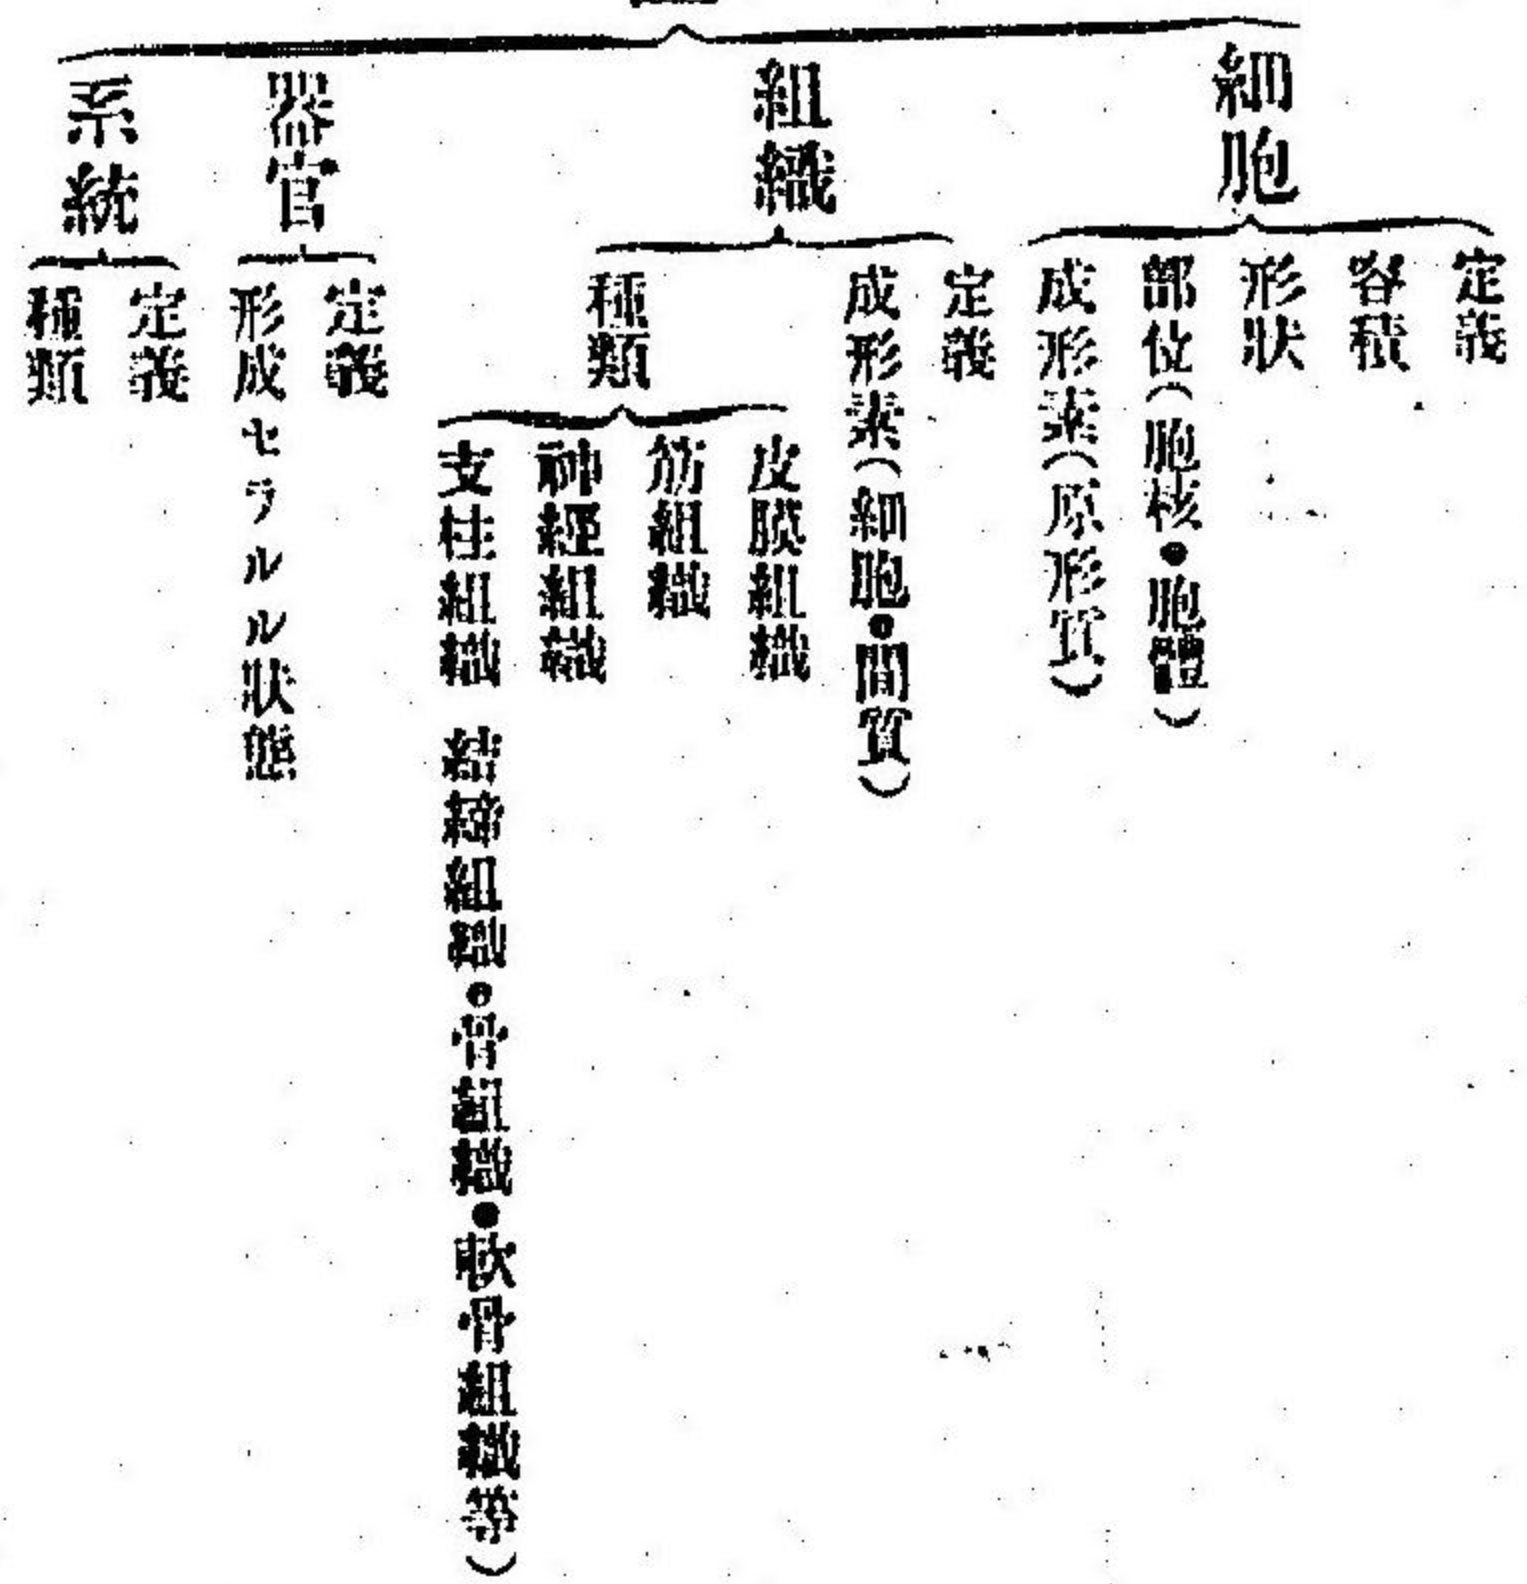 細胞
定義
容積
形狀
部位(胞核・胞體)
成形素(原形質)
組織
定義
成形素(細胞・間質)
種類
皮膜組織
筋組織
神經組織
支柱組織 結締組織・骨組織・軟骨組織等)
器官
定義
形成セラルル狀態
系統
定義
種類